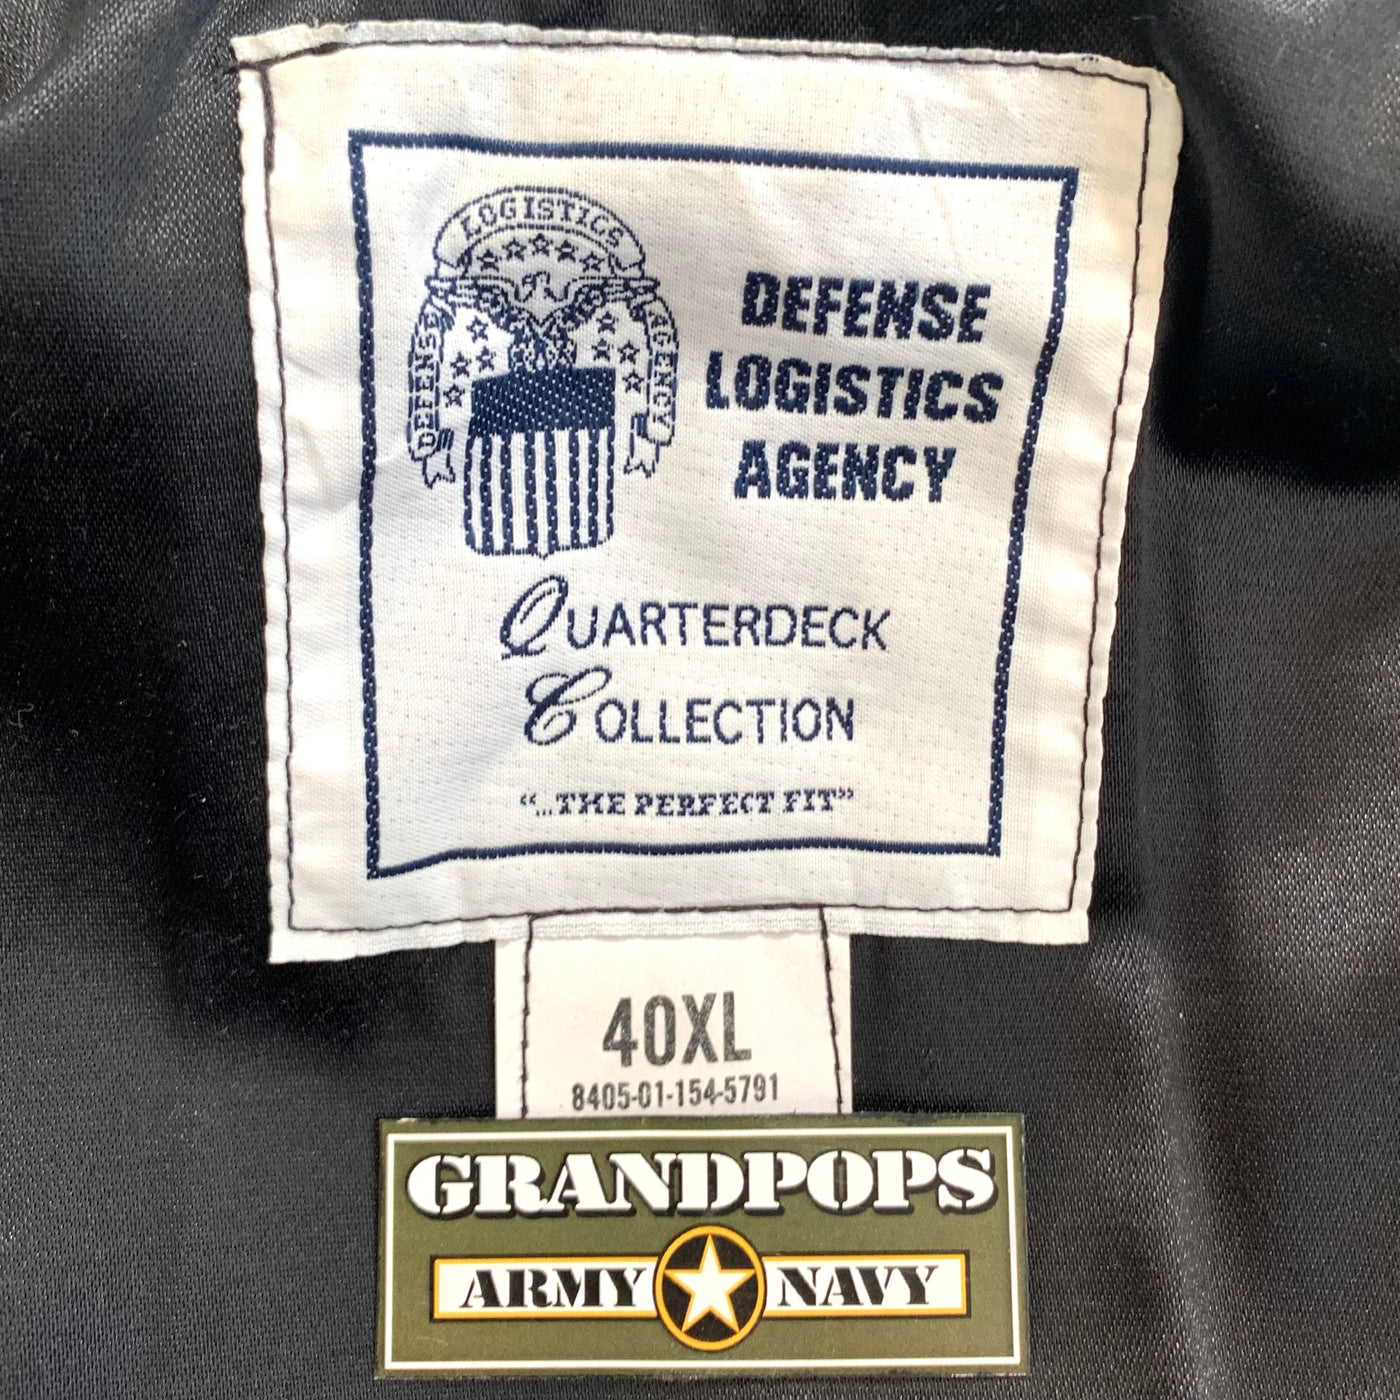 LOGISTICS
DEFENSE
AGENCY
DEFENSE
LOGISTICS
AGENCY
QUARTERDECK
COLLECTION
“...THE PERFECT FIT”
40XL
8405-01-154-5791
GRANDPOPS
ARMY NAVY